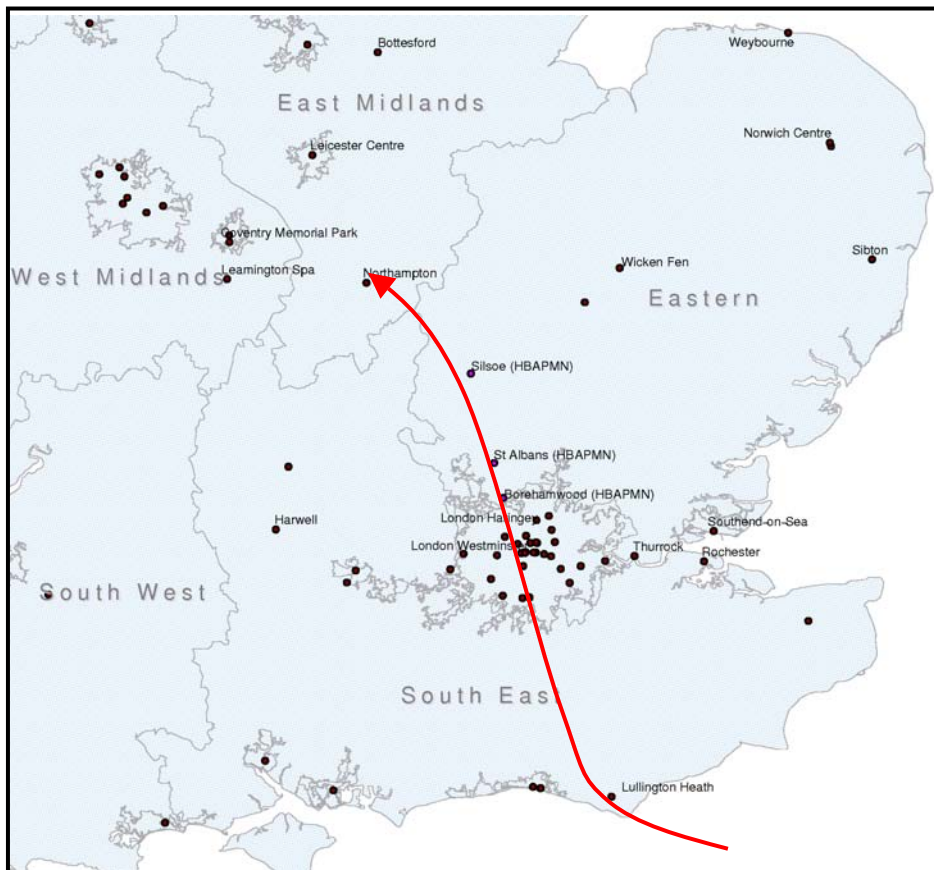 Weybourne
Bottesford
East Midlands
Norwich Centre
Leicester Centre
Coventry Memorial Park
Sibton
Wicken Fen
Leamington Spa
Northampton
West Midlands
Eastern
Silsoe (HBAPMN)
St Albans (HBAPMN)
Borehamwood (HBAPMN)
London Haringey
Harwell
Southend-on-Sea
London Westminster
Thurrock
Rochester
South West
South East
Lullington Heath